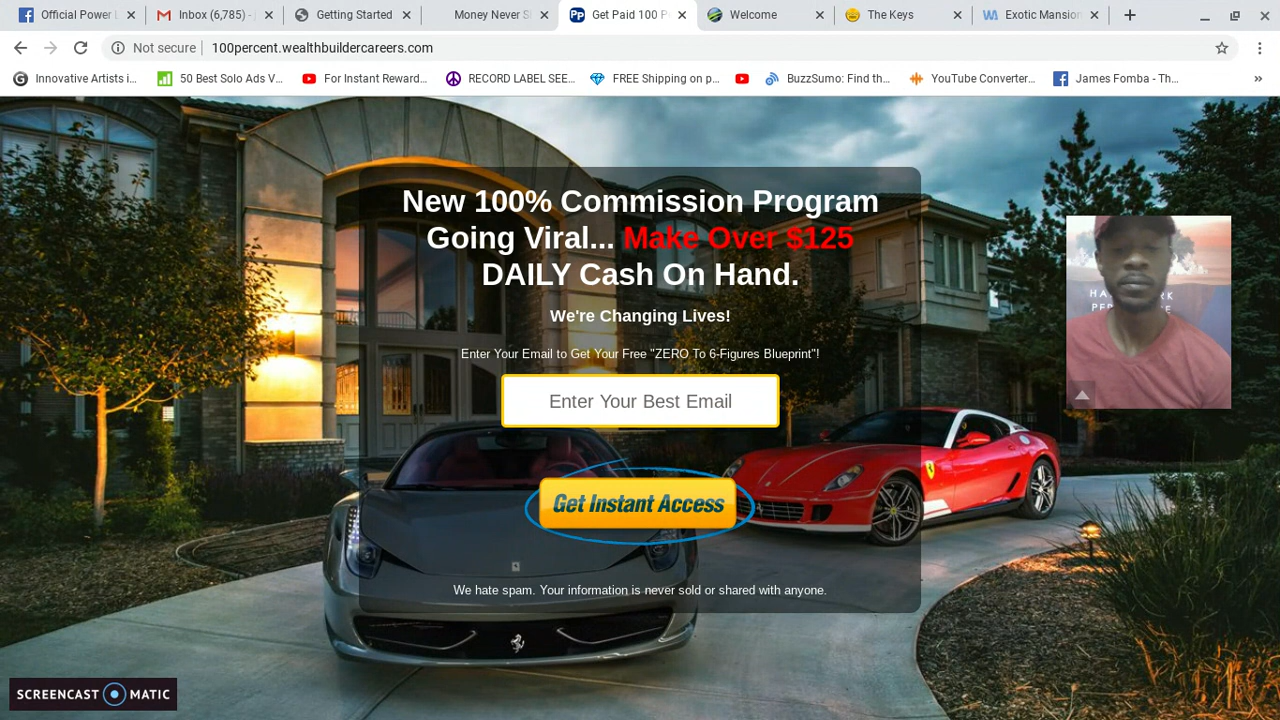 Official Power L
Inbox (6,785) - j
Getting Started
Money Never Sl
Get Paid 100 P
Welcome
The Keys
Exotic Mansion
Not secure
100percent.wealthbuildercareers.com
Innovative Artists i...
50 Best Solo Ads V...
For Instant Reward...
RECORD LABEL SEE...
FREE Shipping on p...
BuzzSumo: Find th...
YouTube Converter...
James Fomba - Th...
New 100% Commission Program
Going Viral... Make Over $125
DAILY Cash On Hand.
We're Changing Lives!
Enter Your Email to Get Your Free "ZERO To 6-Figures Blueprint"!
Enter Your Best Email
Get Instant Access
We hate spam. Your information is never sold or shared with anyone.
SCREENCAST MATIC